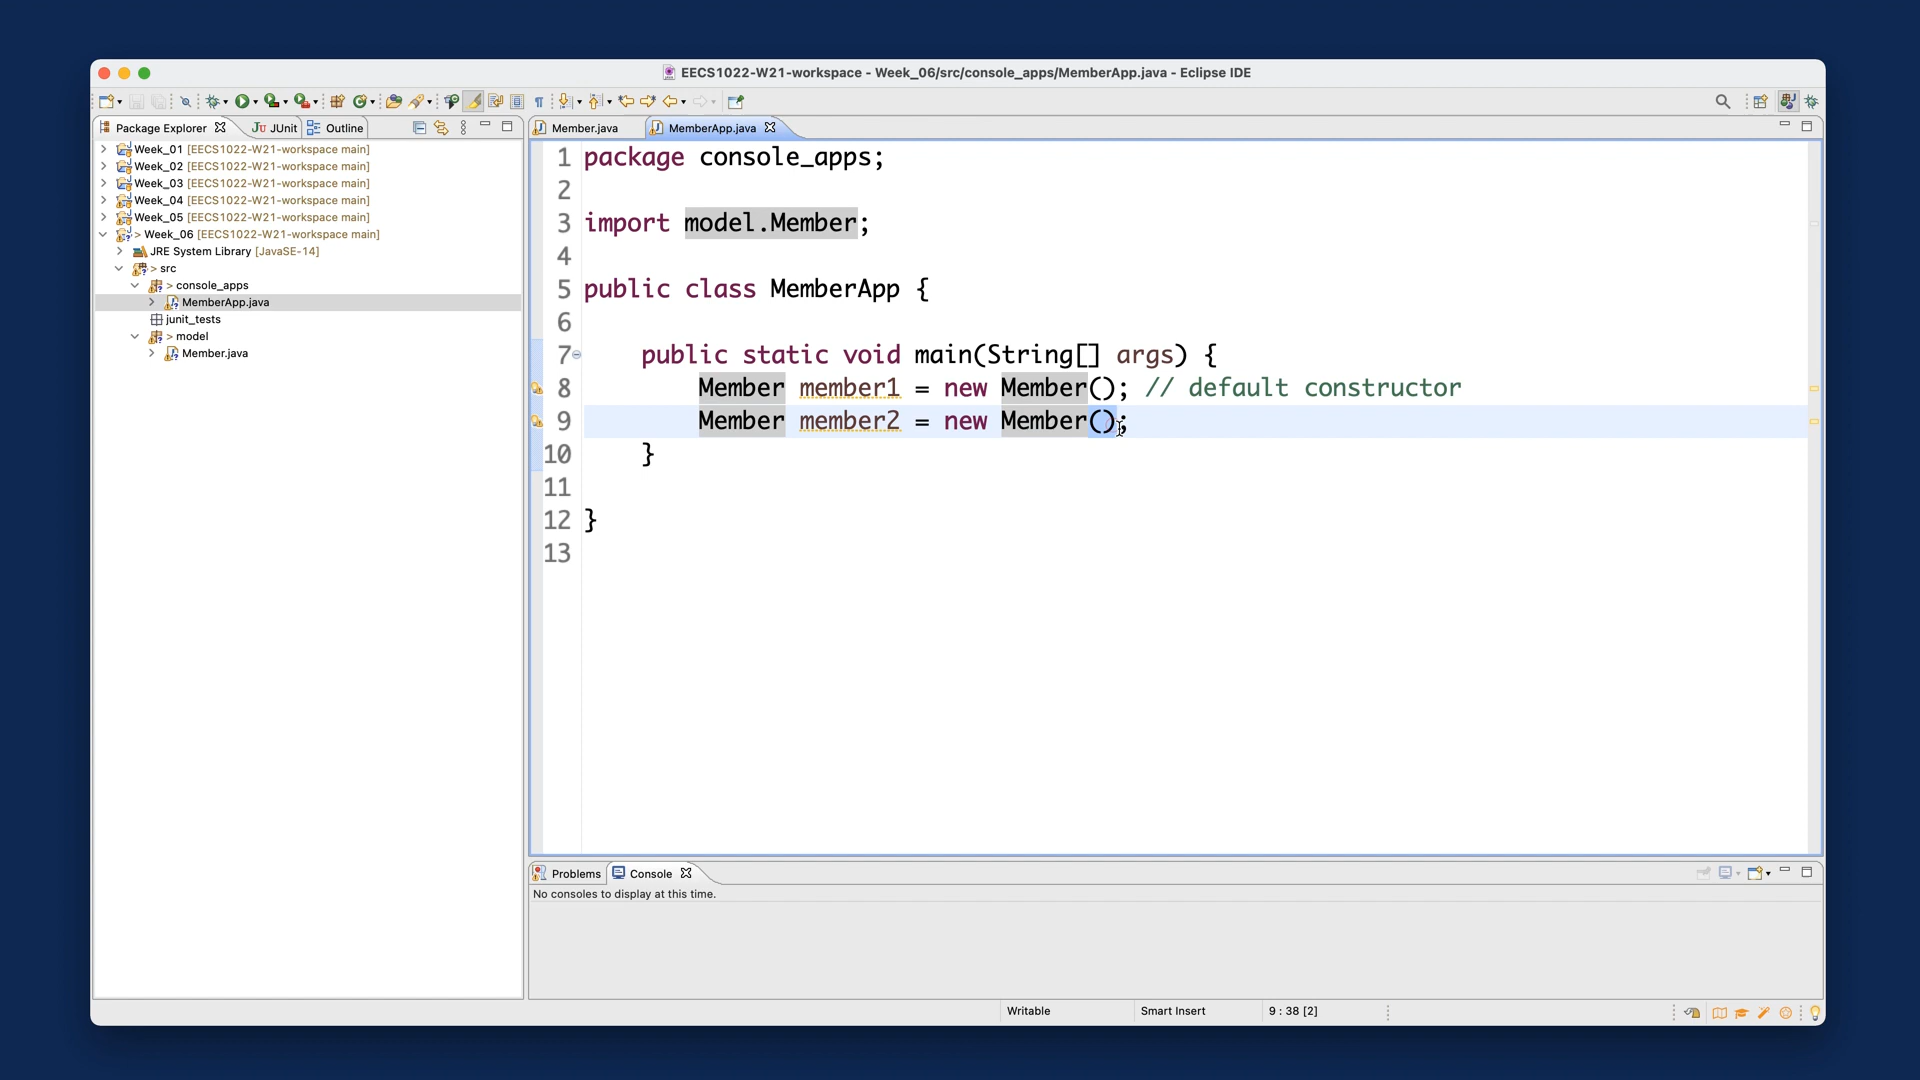 EECS1022-W21-workspace - Week_06/src/console_apps/MemberApp.java - Eclipse IDE
Package Explorer
JUnit
Outline
Week_01 [EECS1022-W21-workspace main]
Week_02 [EECS1022-W21-workspace main]
Week_03 [EECS1022-W21-workspace main]
Week_04 [EECS1022-W21-workspace main]
Week_05 [EECS1022-W21-workspace main]
> Week_06 [EECS1022-W21-workspace main]
JRE System Library [JavaSE-14]
> src
> console_apps
MemberApp.java
junit_tests
> model
Member.java
Member.java
MemberApp.java
1 package console_apps;
2
3 import model.Member;
4
5 public class MemberApp {
6
7 public static void main(String[] args) {
8 Member member1 = new Member(); // default constructor
9 Member member2 = new Member();
10 }
11
12 }
13
Problems
Console
No consoles to display at this time.
Writable
Smart Insert
9 : 38 [2]